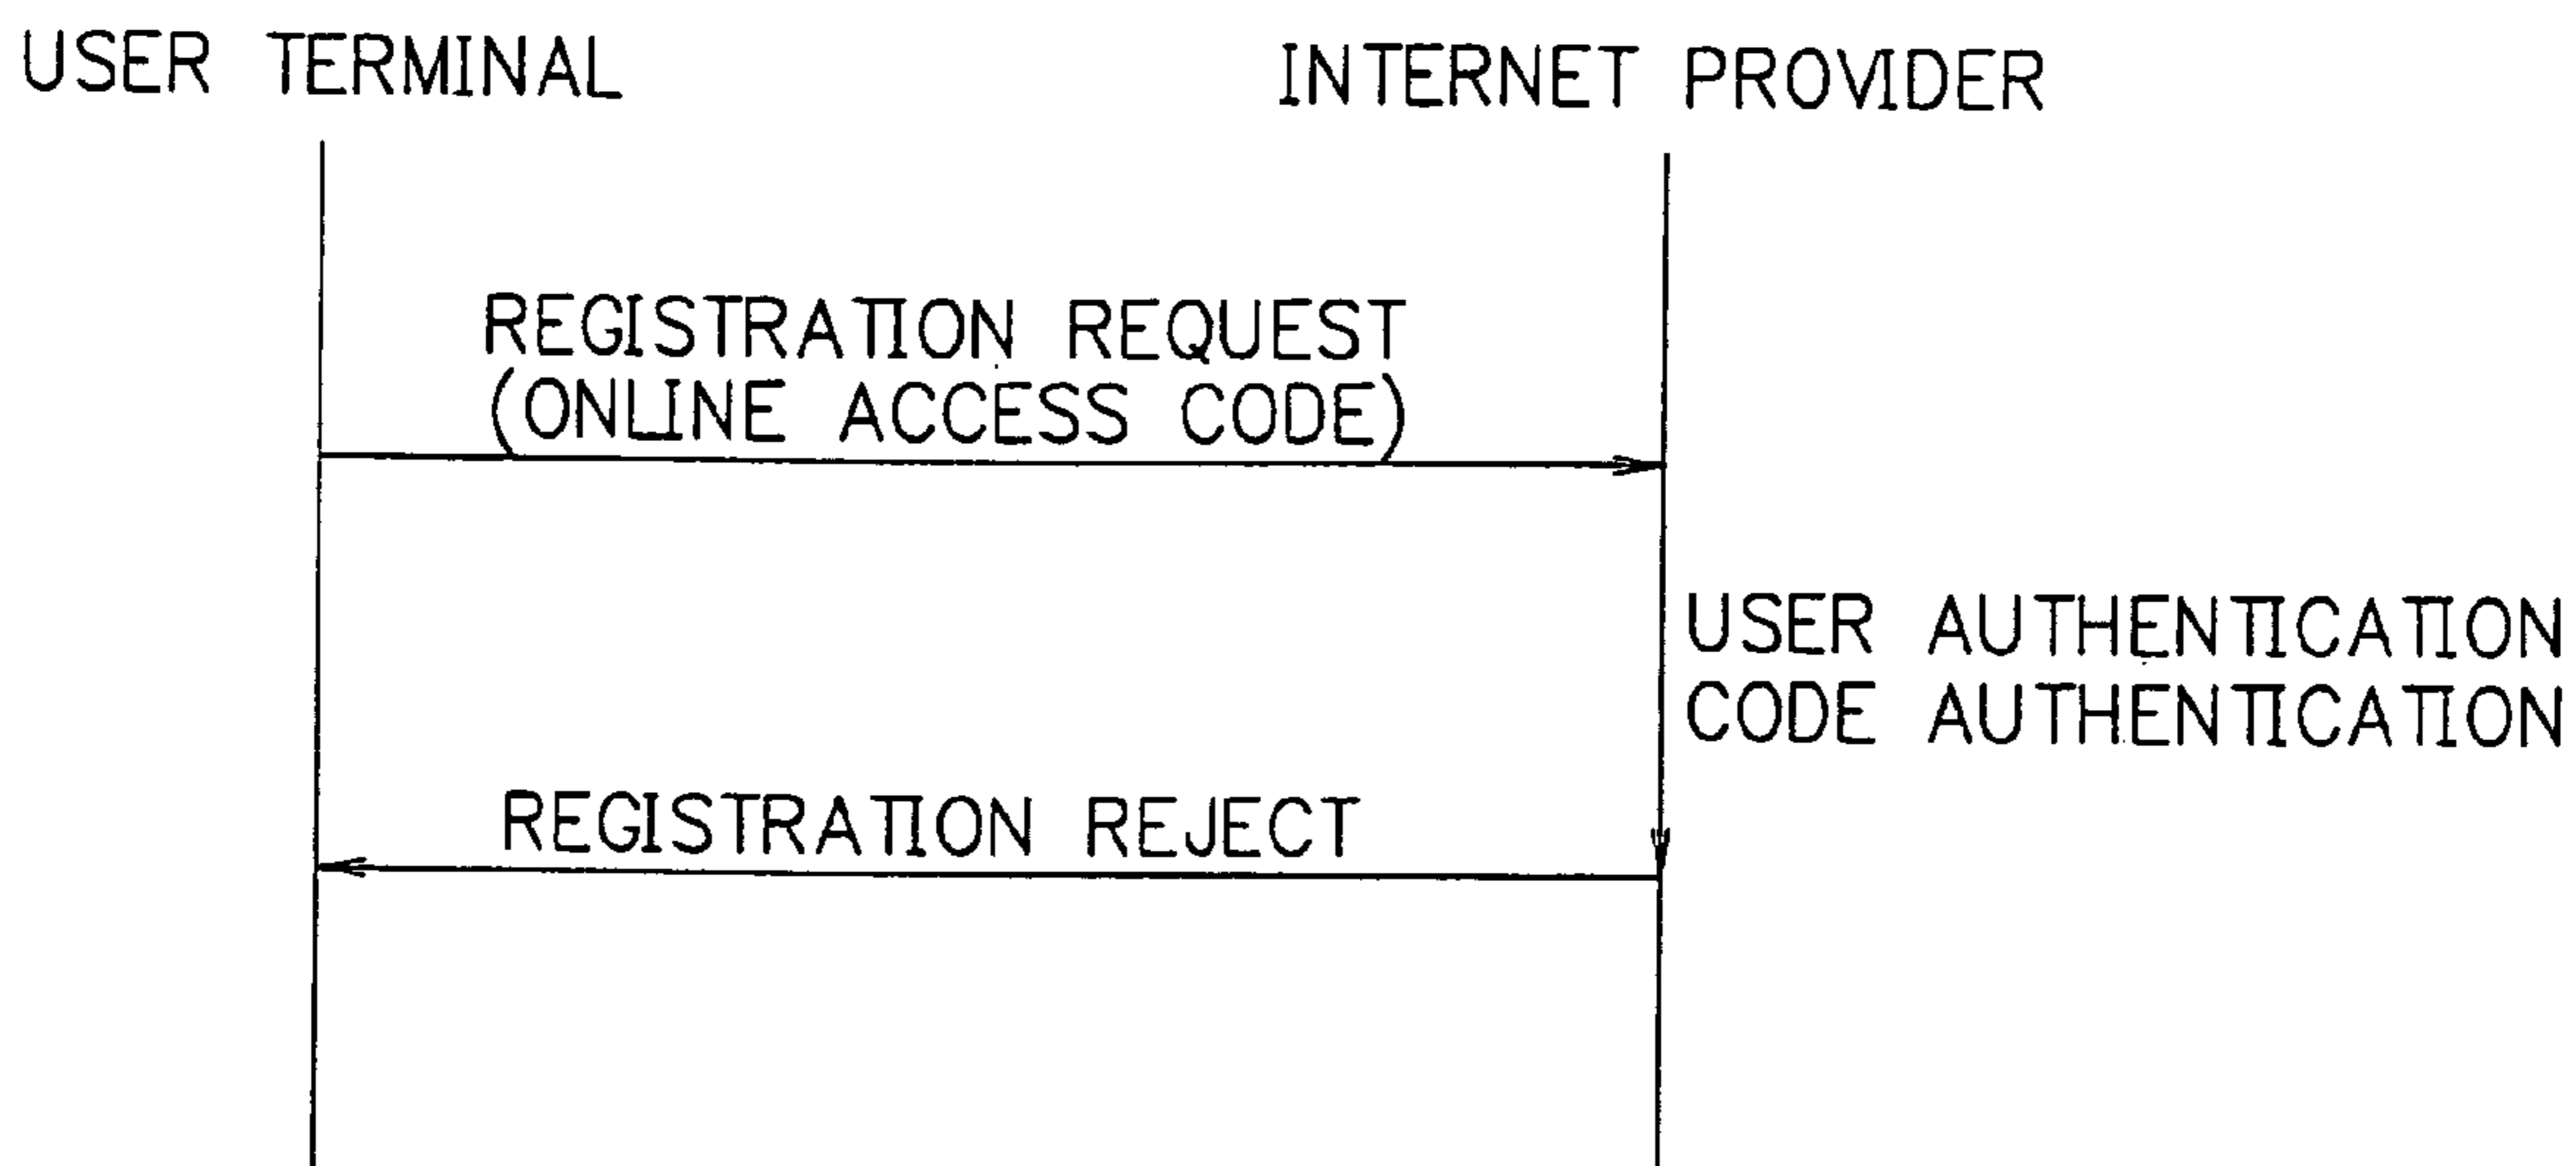 USER TERMINAL
INTERNET PROVIDER
REGISTRATION REQUEST
(ONLINE ACCESS CODE)
USER AUTHENTICATION
CODE AUTHENTICATION
REGISTRATION REJECT